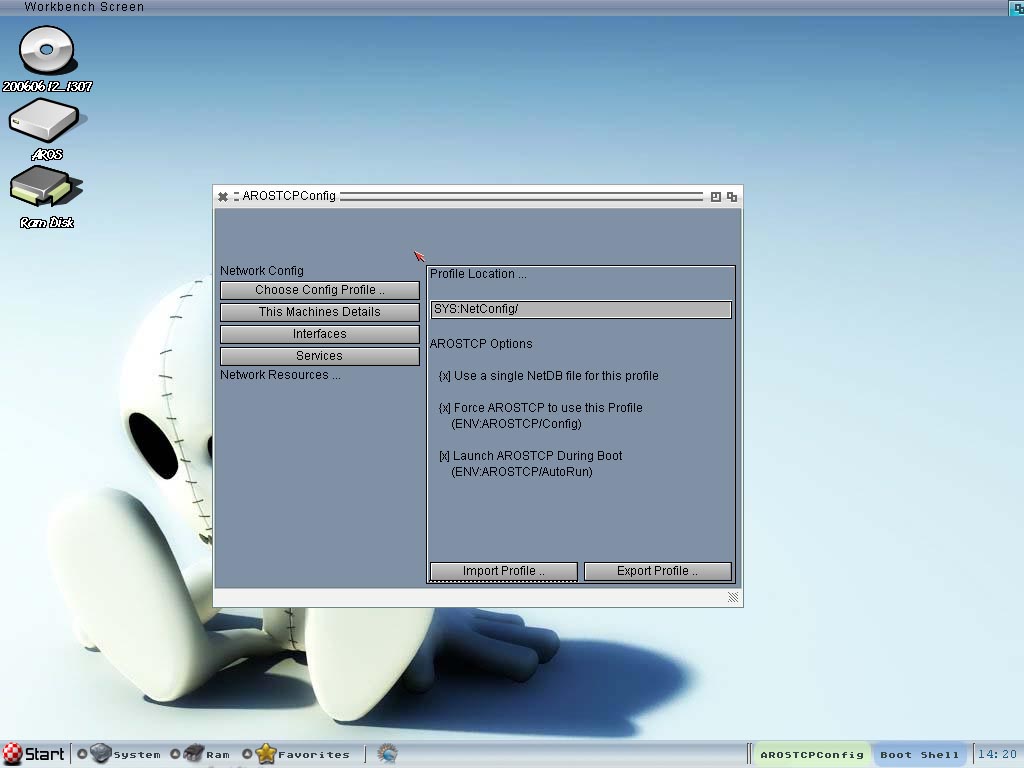 Workbench Screen
20060612_1307
AROS
Ram Disk
AROSTCPConfig
Network Config
Choose Config Profile ..
This Machines Details
Interfaces
Services
Network Resources ...
Profile Location ...
SYS:NetConfig/
AROSTCP Options
{x] Use a single NetDB file for this profile
{x] Force AROSTCP to use this Profile
(ENV:AROSTCP/Config)
[x] Launch AROSTCP During Boot
(ENV:AROSTCP/AutoRun)
Import Profile ..
Export Profile ..
Start
System
Ram
Favorites
AROSTCPConfig
Boot Shell
14:20